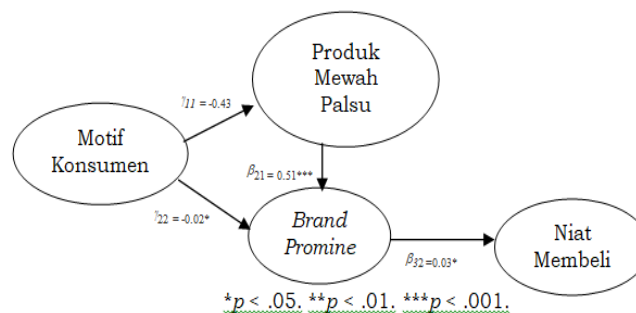 Produk
Mewah
Palsu
γ11 = -0.43
Motif
Konsumen
β21 = 0.51***
γ22 = -0.02*
Brand
Promine
β32 =0.03*
Niat
Membeli
*p < .05. **p < .01. ***p < .001.